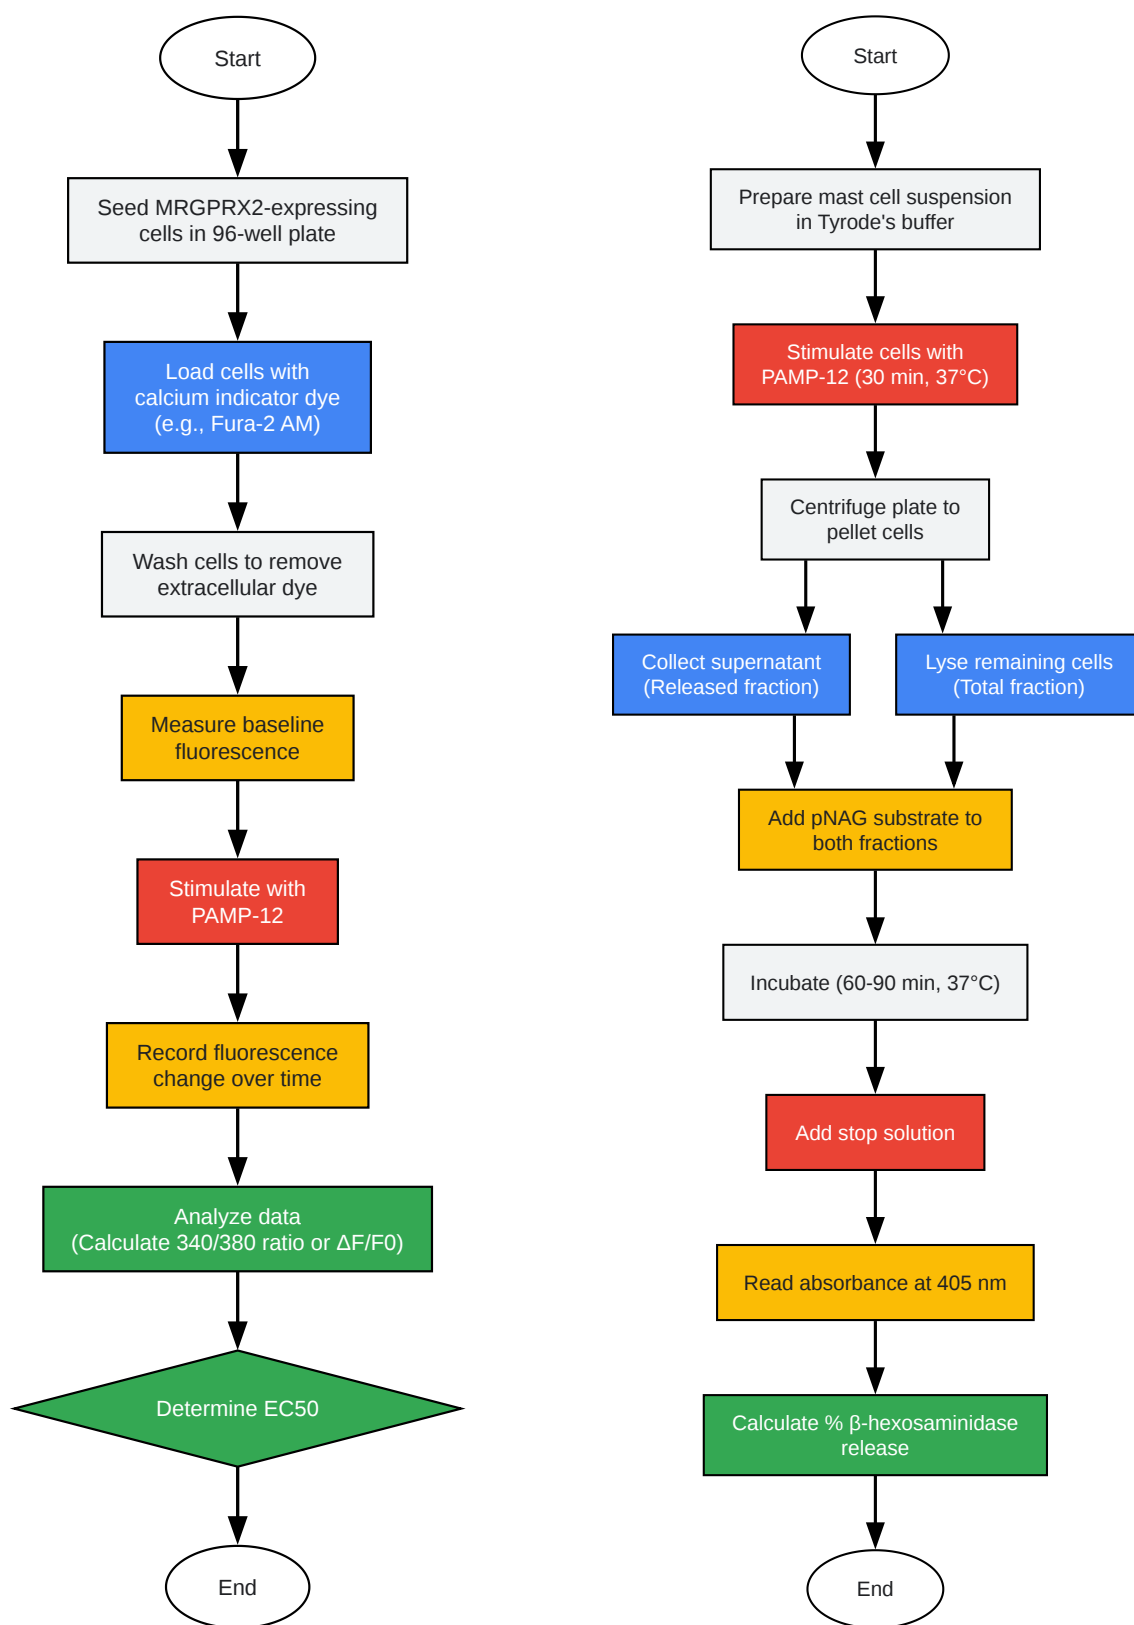 Start
Seed MRGPRX2-expressing
cells in 96-well plate
Load cells with
calcium indicator dye
(e.g., Fura-2 AM)
Wash cells to remove
extracellular dye
Measure baseline
fluorescence
Stimulate with
PAMP-12
Record fluorescence
change over time
Analyze data
(Calculate 340/380 ratio or ΔF/F0)
Determine EC50
End
Start
Prepare mast cell suspension
in Tyrode's buffer
Stimulate cells with
PAMP-12 (30 min, 37°C)
Centrifuge plate to
pellet cells
Collect supernatant
(Released fraction)
Lyse remaining cells
(Total fraction)
Add pNAG substrate to
both fractions
Incubate (60-90 min, 37°C)
Add stop solution
Read absorbance at 405 nm
Calculate % β-hexosaminidase
release
End